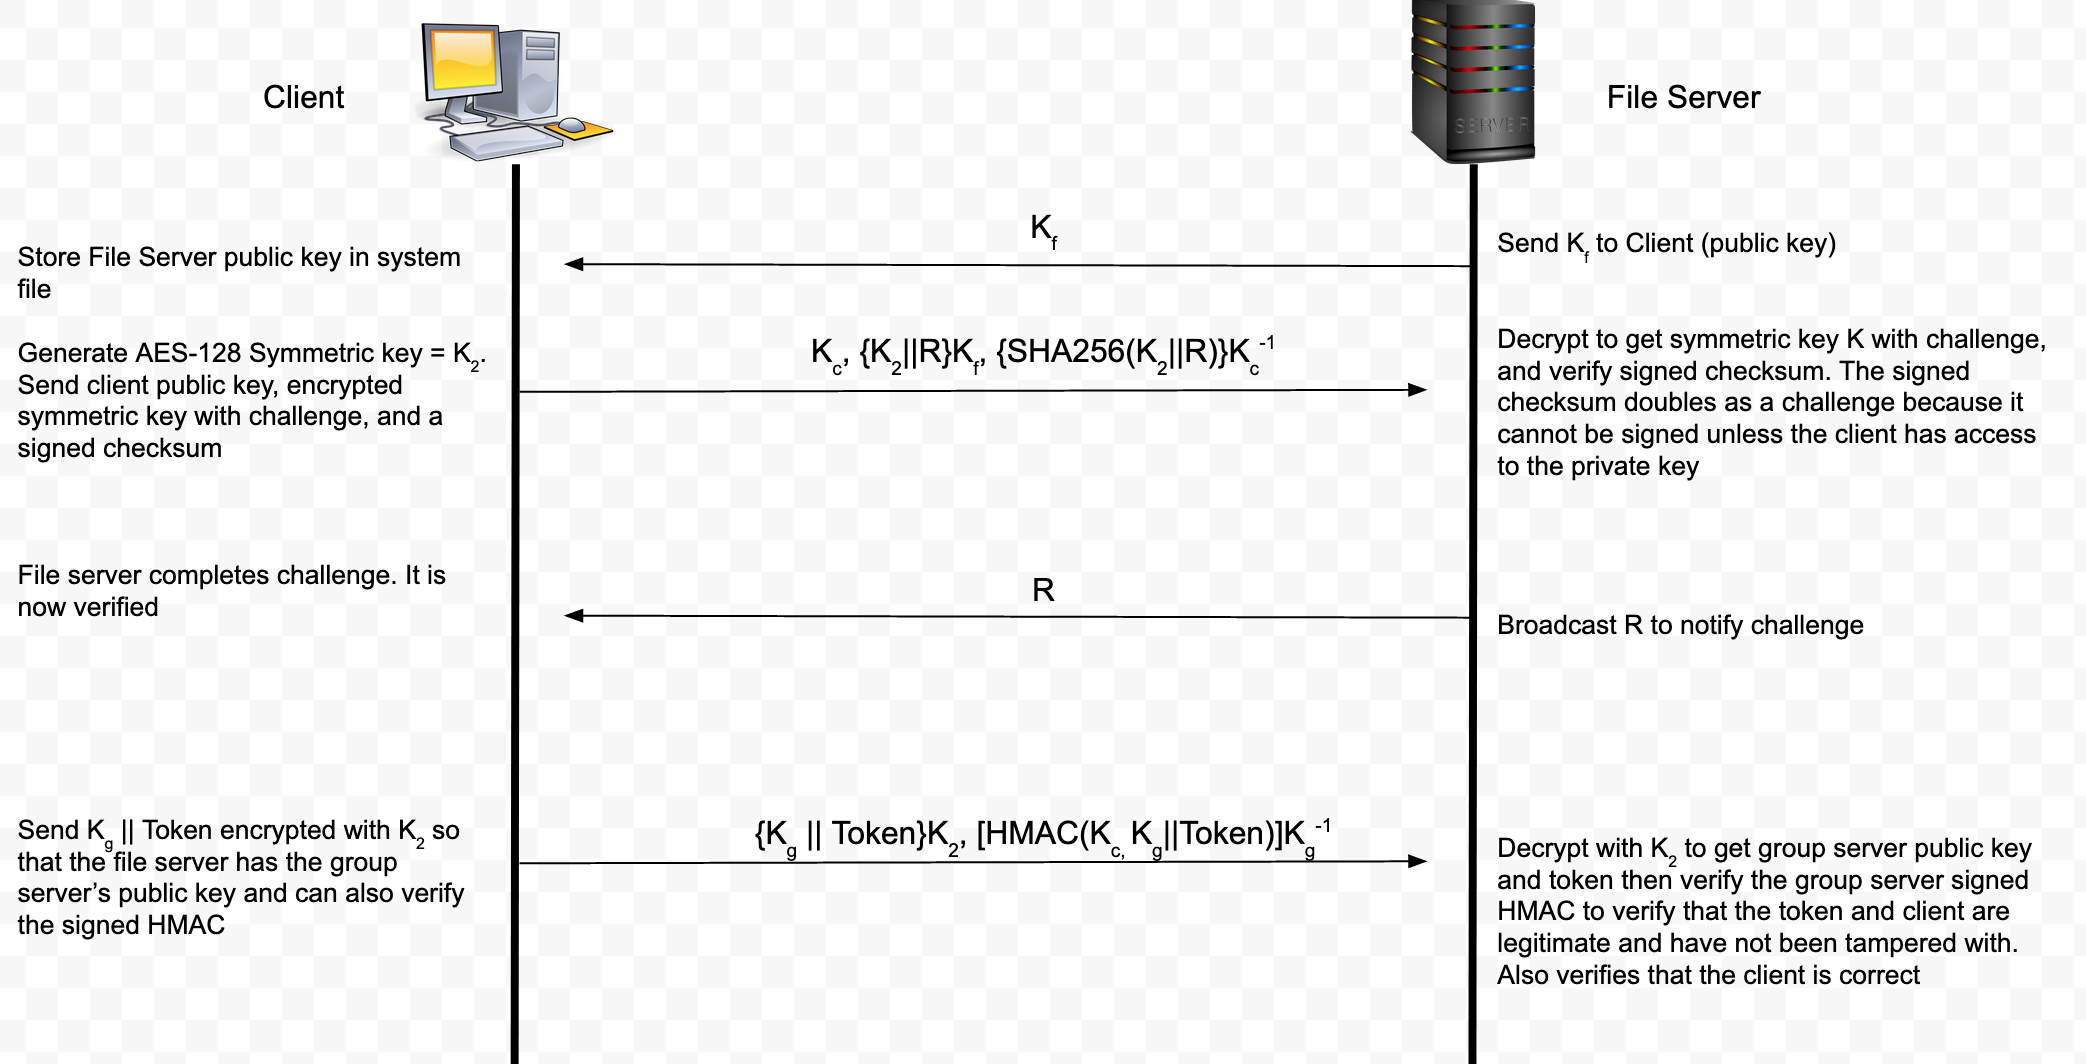 Client
File Server
SERVER
K_f
Send K_f to Client (public key)
Store File Server public key in system
file
Generate AES-128 Symmetric key = K_2.
Send client public key, encrypted
symmetric key with challenge, and a
signed checksum
K_c, {K_2||R}K_f, {SHA256(K_2||R)}K_c^-1
Decrypt to get symmetric key K with challenge,
and verify signed checksum. The signed
checksum doubles as a challenge because it
cannot be signed unless the client has access
to the private key
File server completes challenge. It is
now verified
R
Broadcast R to notify challenge
Send K_g || Token encrypted with K_2 so
that the file server has the group
server’s public key and can also verify
the signed HMAC
{K_g || Token}K_2, [HMAC(K_c, K_g||Token)]K_g^-1
Decrypt with K_2 to get group server public key
and token then verify the group server signed
HMAC to verify that the token and client are
legitimate and have not been tampered with.
Also verifies that the client is correct